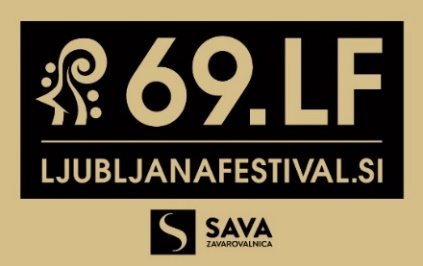 69. LF
LJUBLJANAFESTIVAL.SI
SAVA
ZAVAROVALNICA